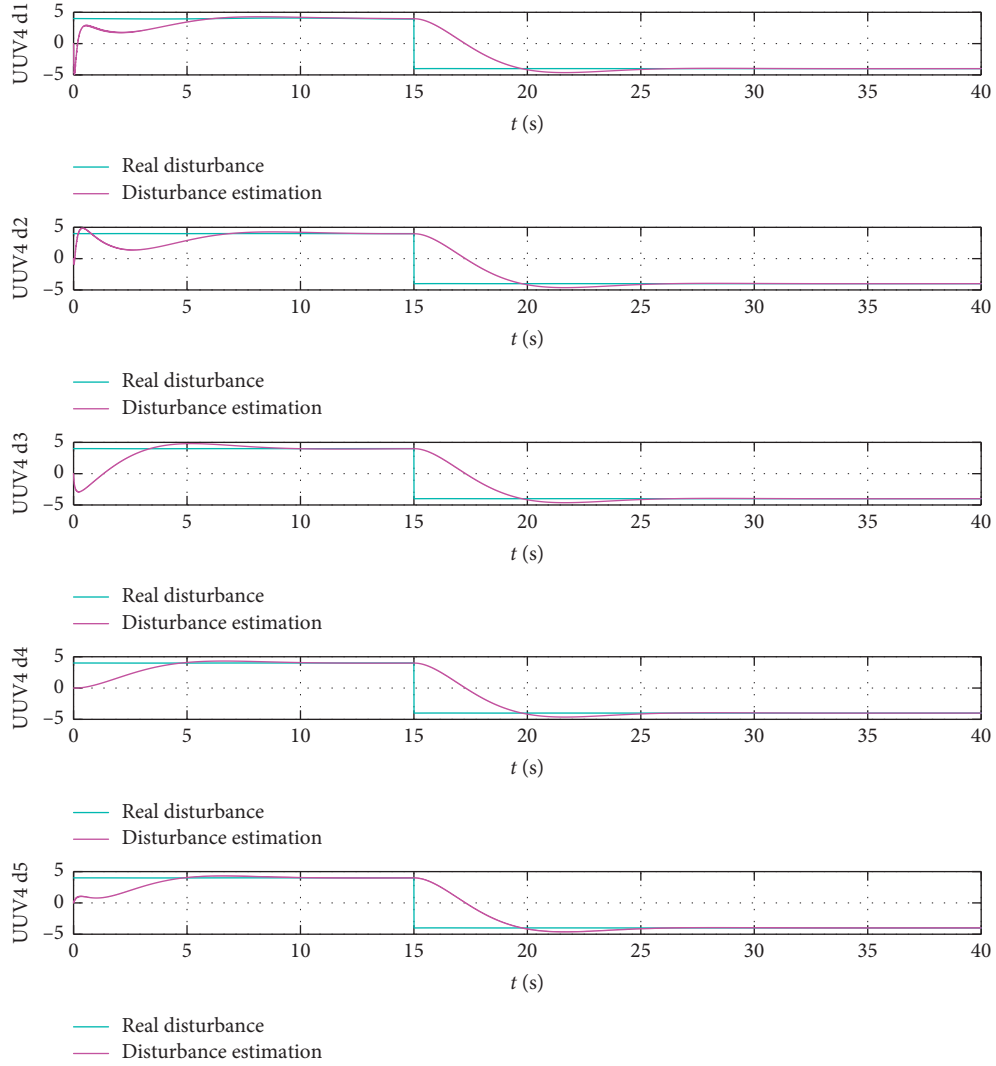 UUV4 d1
5
0
−5
0 5 10 15 20 25 30 35 40
t (s)
Real disturbance
Disturbance estimation
UUV4 d2
5
0
−5
0 5 10 15 20 25 30 35 40
t (s)
Real disturbance
Disturbance estimation
UUV4 d3
5
0
−5
0 5 10 15 20 25 30 35 40
t (s)
Real disturbance
Disturbance estimation
UUV4 d4
5
0
−5
0 5 10 15 20 25 30 35 40
t (s)
Real disturbance
Disturbance estimation
UUV4 d5
5
0
−5
0 5 10 15 20 25 30 35 40
t (s)
Real disturbance
Disturbance estimation